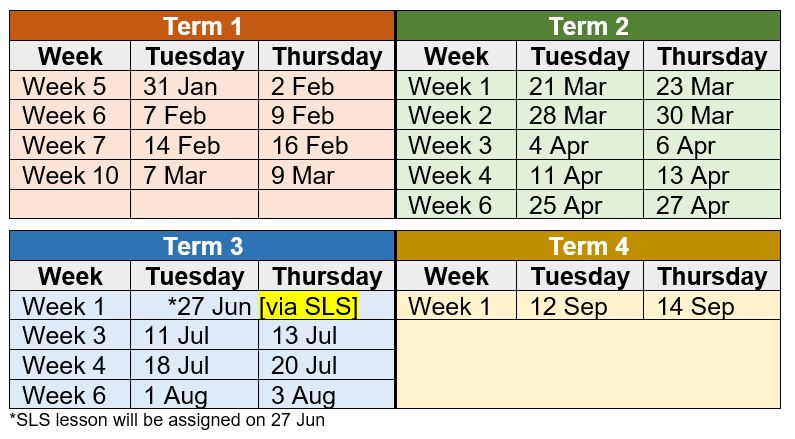 Term 1
Week Tuesday Thursday
Week 5 31 Jan 2 Feb
Week 6 7 Feb 9 Feb
Week 7 14 Feb 16 Feb
Week 10 7 Mar 9 Mar
Term 2
Week Tuesday Thursday
Week 1 21 Mar 23 Mar
Week 2 28 Mar 30 Mar
Week 3 4 Apr 6 Apr
Week 4 11 Apr 13 Apr
Week 6 25 Apr 27 Apr
Term 3
Week Tuesday Thursday
Week 1 *27 Jun [via SLS]
Week 3 11 Jul 13 Jul
Week 4 18 Jul 20 Jul
Week 6 1 Aug 3 Aug
Term 4
Week Tuesday Thursday
Week 1 12 Sep 14 Sep
*SLS lesson will be assigned on 27 Jun